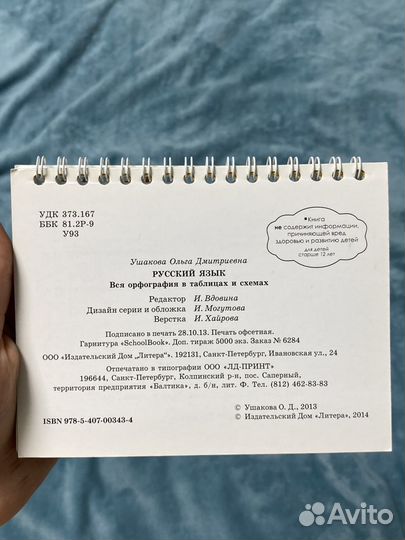 УДК 373.167
ББК 81.2Р-9
У93
*Книга
не содержит информации,
причиняющей вред
здоровью и развитию детей
для детей
старше 12 лет
Ушакова Ольга Дмитриевна
РУССКИЙ ЯЗЫК
Вся орфография в таблицах и схемах
Редактор И. Вдовина
Дизайн серии и обложка И. Могутова
Верстка И. Хайрова
Подписано в печать 28.10.13. Печать офсетная.
Гарнитура «SchoolBook». Доп. тираж 5000 экз. Заказ № 6284
ООО «Издательский Дом „Литера“». 192131, Санкт-Петербург, Ивановская ул., 24
Отпечатано в типографии ООО «ЛД-ПРИНТ»
196644, Санкт-Петербург, Колпинский р-н, пос. Саперный,
территория предприятия «Балтика», д. б/н, лит. Ф. Тел. (812) 462-83-83
© Ушакова О. Д., 2013
ISBN 978-5-407-00343-4
© Издательский Дом «Литера», 2014
Avito